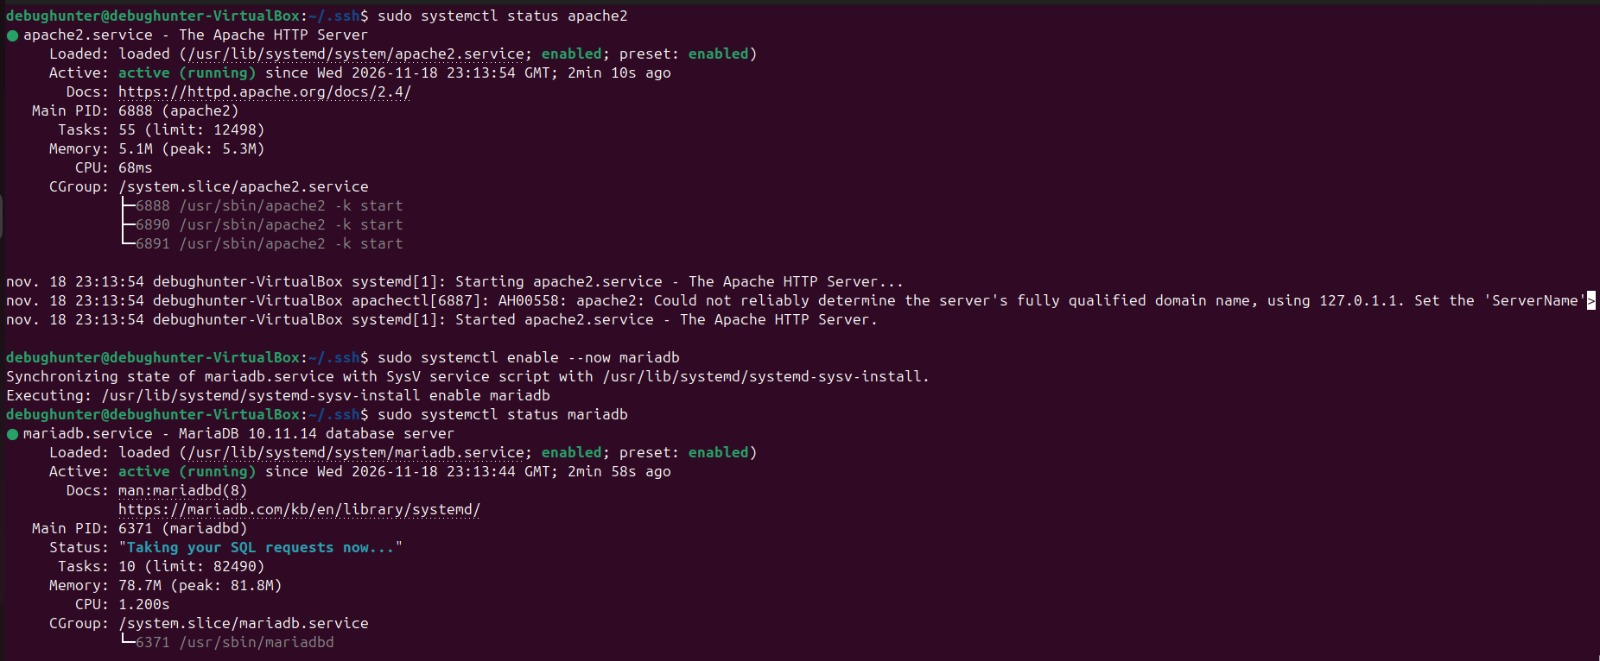 debughunter@debughunter-VirtualBox:~/.ssh$ sudo systemctl status apache2
● apache2.service - The Apache HTTP Server
     Loaded: loaded (/usr/lib/systemd/system/apache2.service; enabled; preset: enabled)
     Active: active (running) since Wed 2026-11-18 23:13:54 GMT; 2min 10s ago
       Docs: https://httpd.apache.org/docs/2.4/
   Main PID: 6888 (apache2)
      Tasks: 55 (limit: 12498)
     Memory: 5.1M (peak: 5.3M)
        CPU: 68ms
     CGroup: /system.slice/apache2.service
             ├─6888 /usr/sbin/apache2 -k start
             ├─6890 /usr/sbin/apache2 -k start
             └─6891 /usr/sbin/apache2 -k start
nov. 18 23:13:54 debughunter-VirtualBox systemd[1]: Starting apache2.service - The Apache HTTP Server...
nov. 18 23:13:54 debughunter-VirtualBox apachectl[6887]: AH00558: apache2: Could not reliably determine the server's fully qualified domain name, using 127.0.1.1. Set the 'ServerName'>
nov. 18 23:13:54 debughunter-VirtualBox systemd[1]: Started apache2.service - The Apache HTTP Server.
debughunter@debughunter-VirtualBox:~/.ssh$ sudo systemctl enable --now mariadb
Synchronizing state of mariadb.service with SysV service script with /usr/lib/systemd/systemd-sysv-install.
Executing: /usr/lib/systemd/systemd-sysv-install enable mariadb
debughunter@debughunter-VirtualBox:~/.ssh$ sudo systemctl status mariadb
● mariadb.service - MariaDB 10.11.14 database server
     Loaded: loaded (/usr/lib/systemd/system/mariadb.service; enabled; preset: enabled)
     Active: active (running) since Wed 2026-11-18 23:13:44 GMT; 2min 58s ago
       Docs: man:mariadbd(8)
             https://mariadb.com/kb/en/library/systemd/
   Main PID: 6371 (mariadbd)
     Status: "Taking your SQL requests now..."
      Tasks: 10 (limit: 82490)
     Memory: 78.7M (peak: 81.8M)
        CPU: 1.200s
     CGroup: /system.slice/mariadb.service
             └─6371 /usr/sbin/mariadbd